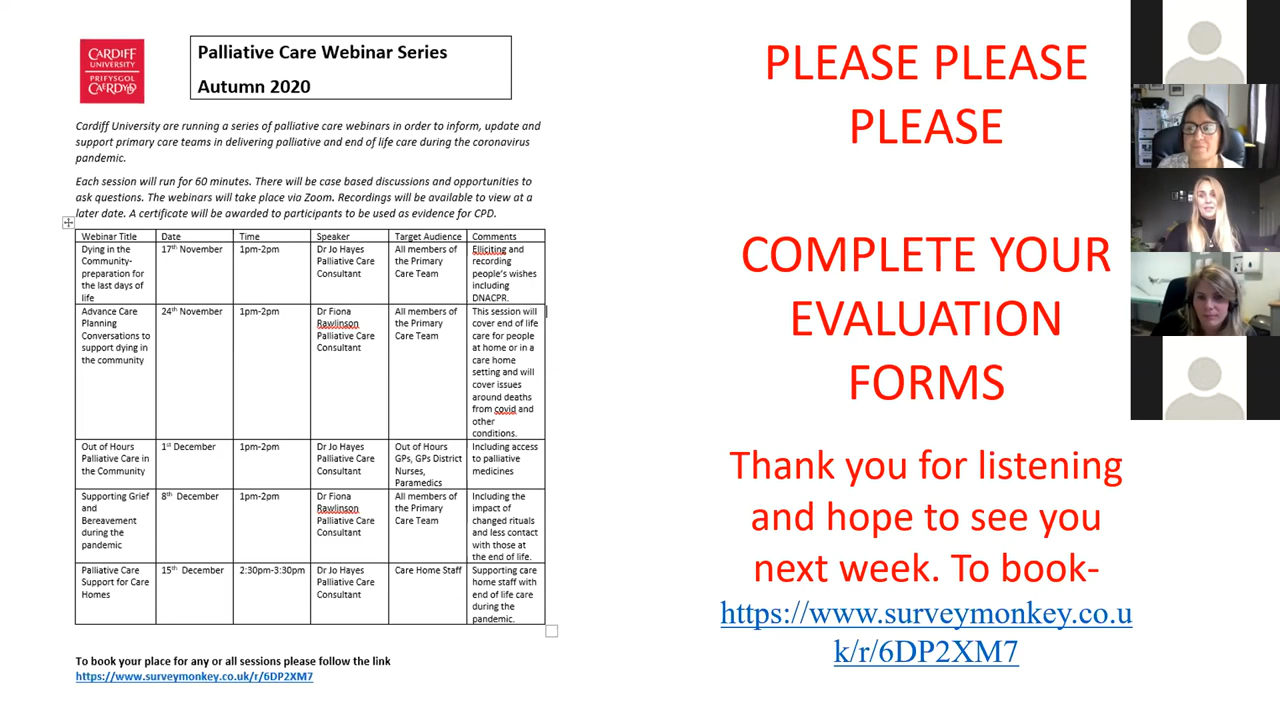 CARDIFF
UNIVERSITY
PRIFYSGOL
CAERDYDD
Palliative Care Webinar Series
Autumn 2020
Cardiff University are running a series of palliative care webinars in order to inform, update and
support primary care teams in delivering palliative and end of life care during the coronavirus
pandemic.
Each session will run for 60 minutes. There will be case based discussions and opportunities to
ask questions. The webinars will take place via Zoom. Recordings will be available to view at a
later date. A certificate will be awarded to participants to be used as evidence for CPD.
Webinar Title Date Time Speaker Target Audience Comments
Dying in the 17th November 1pm-2pm Dr Jo Hayes All members of Elliciting and
Community- Palliative Care the Primary recording
preparation for Consultant Care Team people's wishes
the last days of including
life DNACPR.
Advance Care 24th November 1pm-2pm Dr Fiona All members of This session will
Planning Rawlinson the Primary cover end of life
Conversations to Palliative Care Care Team care for people
support dying in Consultant at home or in a
the community care home
setting and will
cover issues
around deaths
from covid and
other
conditions.
Out of Hours 1st December 1pm-2pm Dr Jo Hayes Out of Hours Including access
Palliative Care in Palliative Care GPs, GPs District to palliative
the Community Consultant Nurses, medicines
Paramedics
Supporting Grief 8th December 1pm-2pm Dr Fiona All members of Including the
and Rawlinson the Primary impact of
Bereavement Palliative Care Care Team changed rituals
during the Consultant and less contact
pandemic with those at
the end of life.
Palliative Care 15th December 2:30pm-3:30pm Dr Jo Hayes Care Home Staff Supporting care
Support for Care Palliative Care home staff with
Homes Consultant end of life care
during the
pandemic.
To book your place for any or all sessions please follow the link
https://www.surveymonkey.co.uk/r/6DP2XM7
PLEASE PLEASE
PLEASE
COMPLETE YOUR
EVALUATION
FORMS
Thank you for listening
and hope to see you
next week. To book-
https://www.surveymonkey.co.u
k/r/6DP2XM7